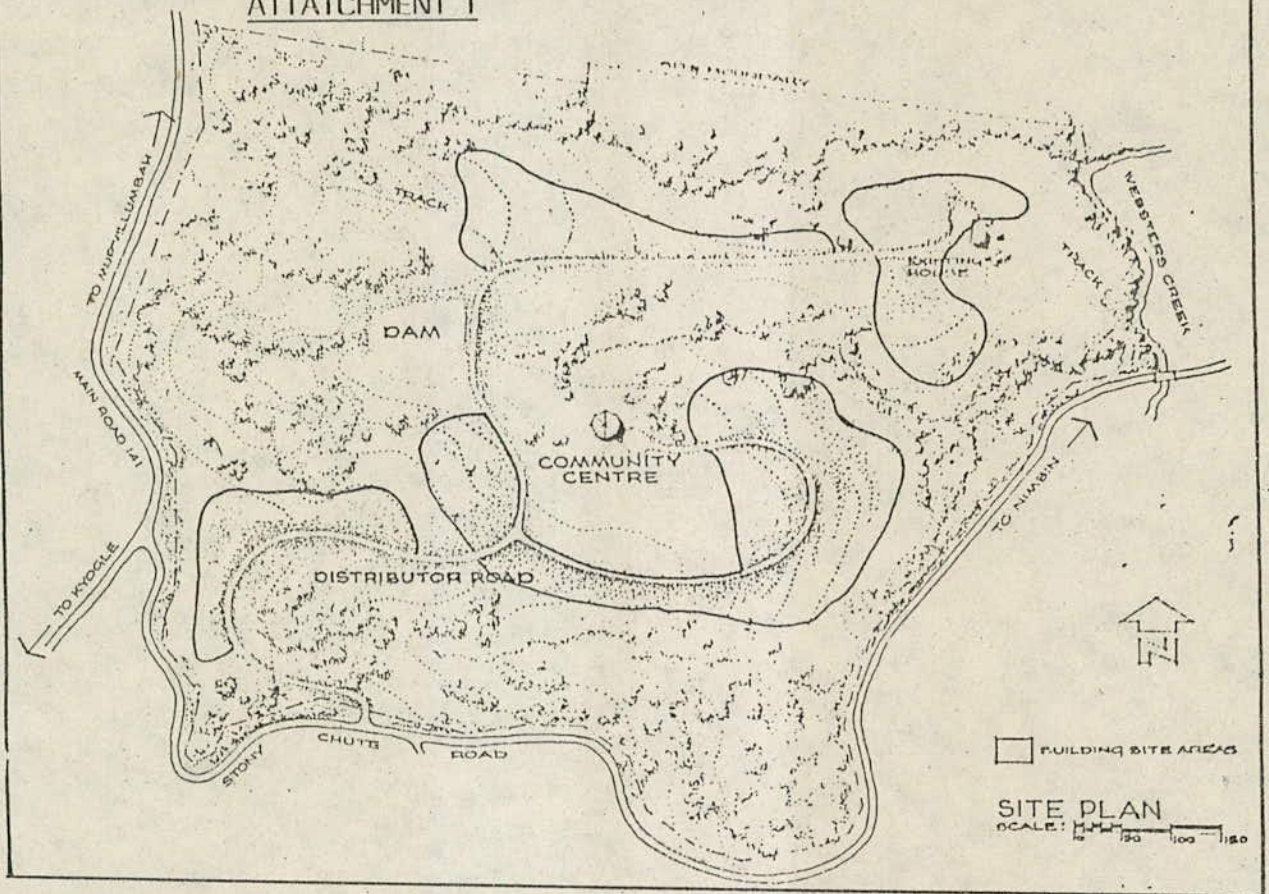 ATTATCHMENT 1
SITE BOUNDARY
TO MURWILLUMBAH
TRACK
WEBSTERS CREEK
EXISTING
HOUSE
TRACK
DAM
MAIN ROAD 141
COMMUNITY
CENTRE
TO NIMBIN
TO KYOGLE
DISTRIBUTOR ROAD
N
STONY CHUTE ROAD
BUILDING SITE AREAS
SITE PLAN
SCALE:
50 100 150